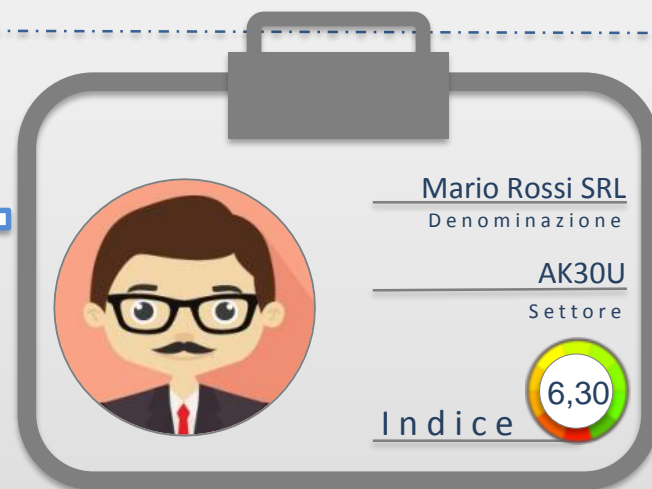 Mario Rossi SRL
Denominazione
AK30U
Settore
6,30
Indice